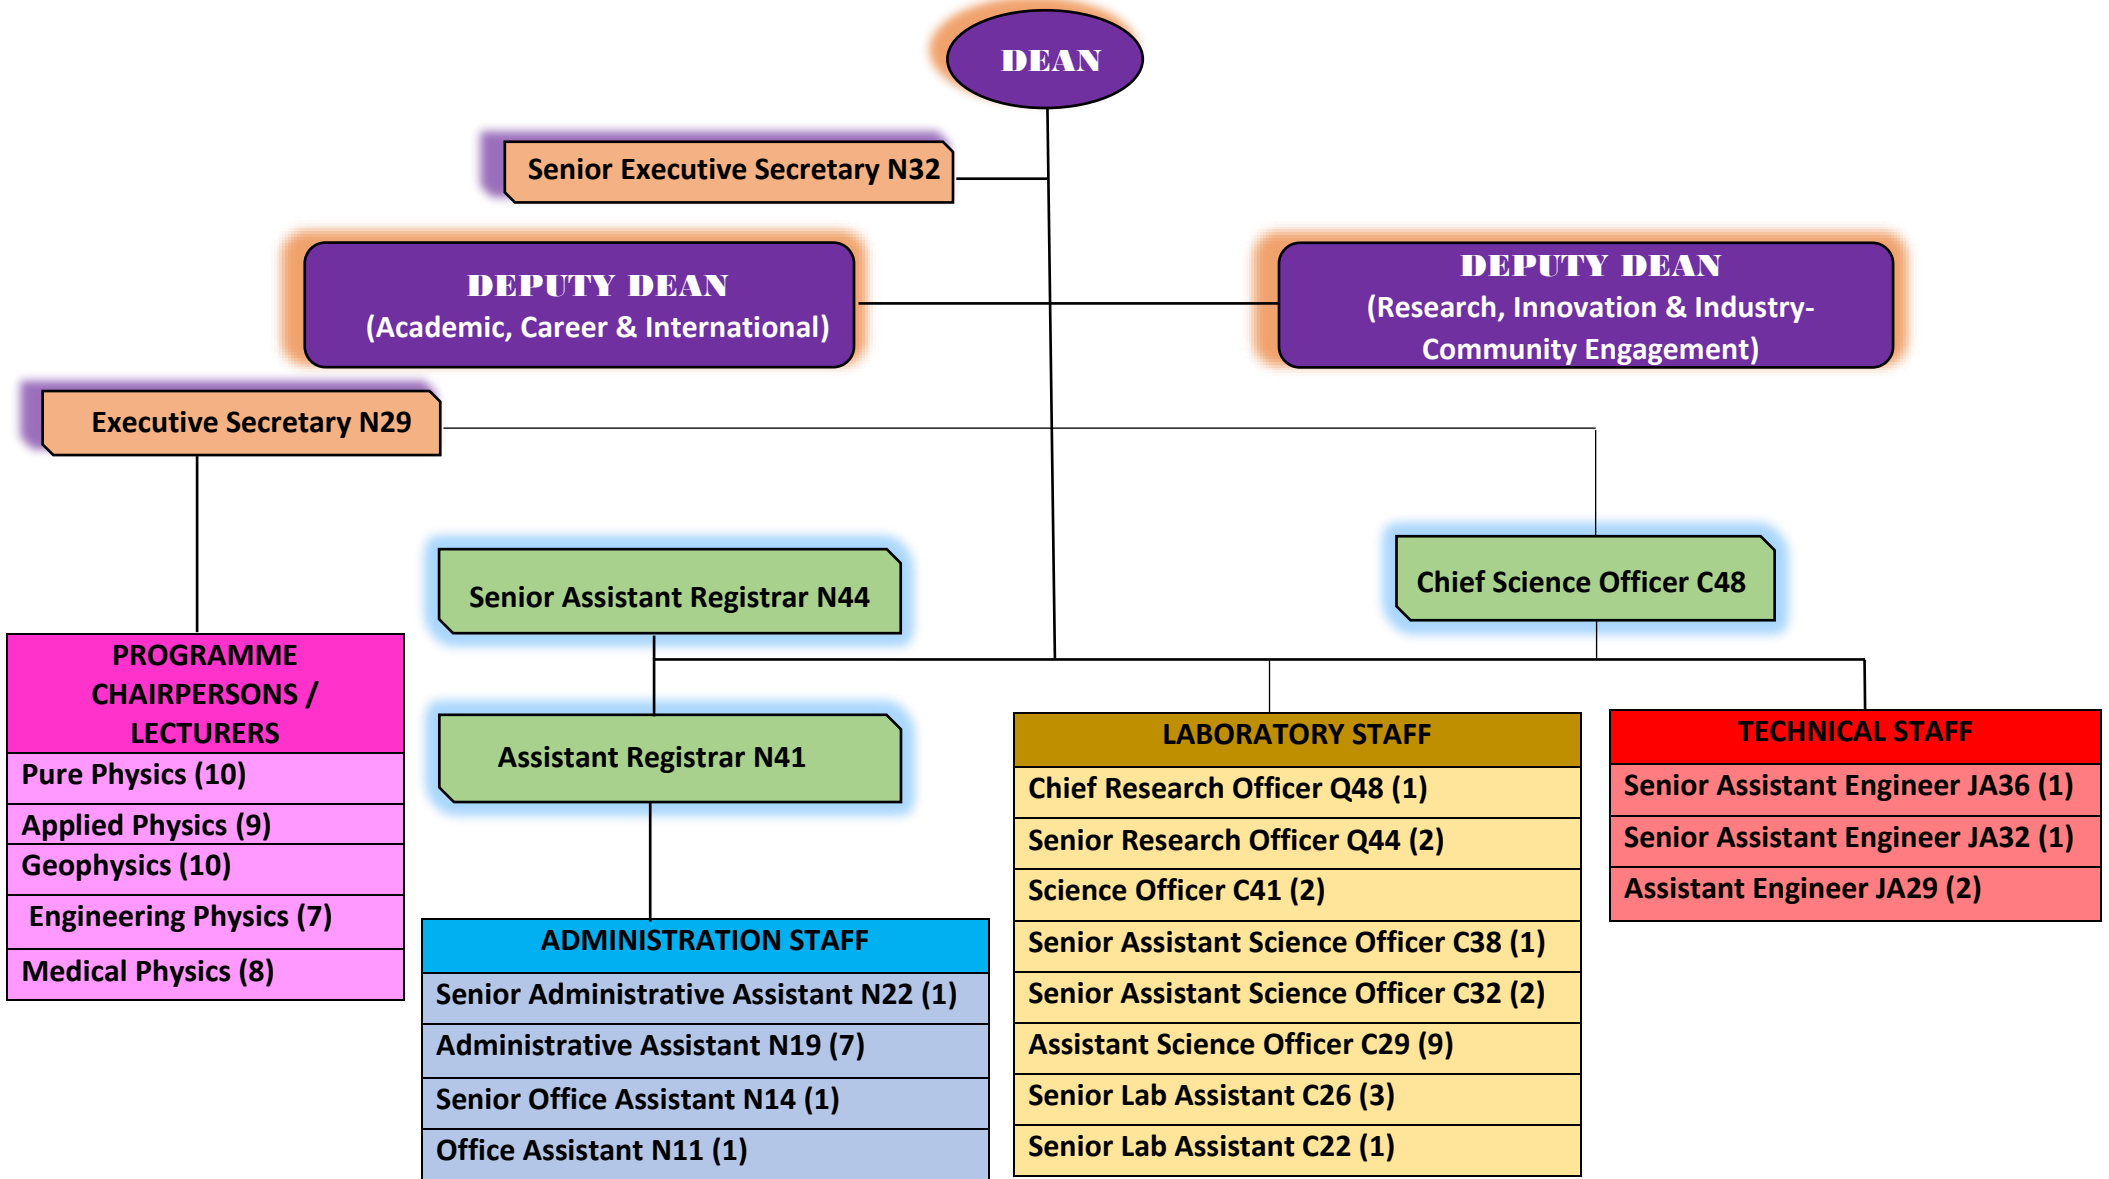 DEAN
Senior Executive Secretary N32
DEPUTY DEAN
(Academic, Career & International)
DEPUTY DEAN
(Research, Innovation & Industry-
Community Engagement)
Executive Secretary N29
Senior Assistant Registrar N44
Chief Science Officer C48
Assistant Registrar N41
PROGRAMME
CHAIRPERSONS /
LECTURERS
Pure Physics (10)
Applied Physics (9)
Geophysics (10)
Engineering Physics (7)
Medical Physics (8)
ADMINISTRATION STAFF
Senior Administrative Assistant N22 (1)
Administrative Assistant N19 (7)
Senior Office Assistant N14 (1)
Office Assistant N11 (1)
LABORATORY STAFF
Chief Research Officer Q48 (1)
Senior Research Officer Q44 (2)
Science Officer C41 (2)
Senior Assistant Science Officer C38 (1)
Senior Assistant Science Officer C32 (2)
Assistant Science Officer C29 (9)
Senior Lab Assistant C26 (3)
Senior Lab Assistant C22 (1)
TECHNICAL STAFF
Senior Assistant Engineer JA36 (1)
Senior Assistant Engineer JA32 (1)
Assistant Engineer JA29 (2)